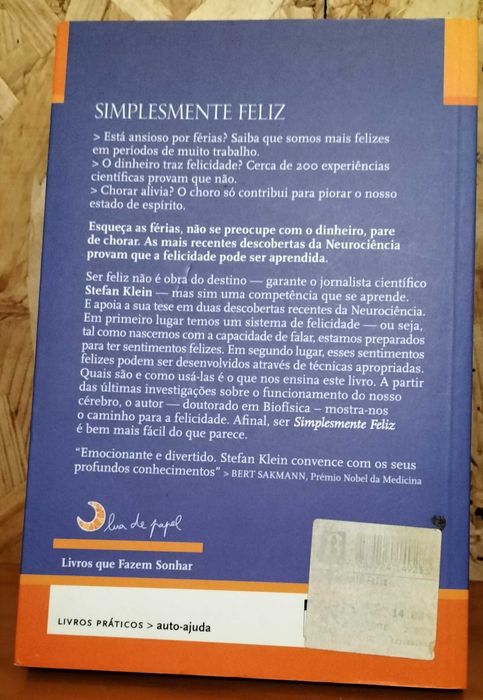 SIMPLESMENTE FELIZ
> Está ansioso por férias? Saiba que somos mais felizes
em períodos de muito trabalho.
> O dinheiro traz felicidade? Cerca de 200 experiências
científicas provam que não.
> Chorar alivia? O choro só contribui para piorar o nosso
estado de espírito.
Esqueça as férias, não se preocupe com o dinheiro, pare
de chorar. As mais recentes descobertas da Neurociência
provam que a felicidade pode ser aprendida.
Ser feliz não é obra do destino — garante o jornalista científico
Stefan Klein — mas sim uma competência que se aprende.
E apoia a sua tese em duas descobertas recentes da Neurociência.
Em primeiro lugar temos um sistema de felicidade — ou seja,
tal como nascemos com a capacidade de falar, estamos preparados
para ter sentimentos felizes. Em segundo lugar, esses sentimentos
felizes podem ser desenvolvidos através de técnicas apropriadas.
Quais são e como usá-las é o que nos ensina este livro. A partir
das últimas investigações sobre o funcionamento do nosso
cérebro, o autor — doutorado em Biofísica – mostra-nos
o caminho para a felicidade. Afinal, ser Simplesmente Feliz
é bem mais fácil do que parece.
“Emocionante e divertido. Stefan Klein convence com os seus
profundos conhecimentos” > BERT SAKMANN, Prémio Nobel da Medicina
lua de papel
Livros que Fazem Sonhar
LIVROS PRÁTICOS > auto-ajuda